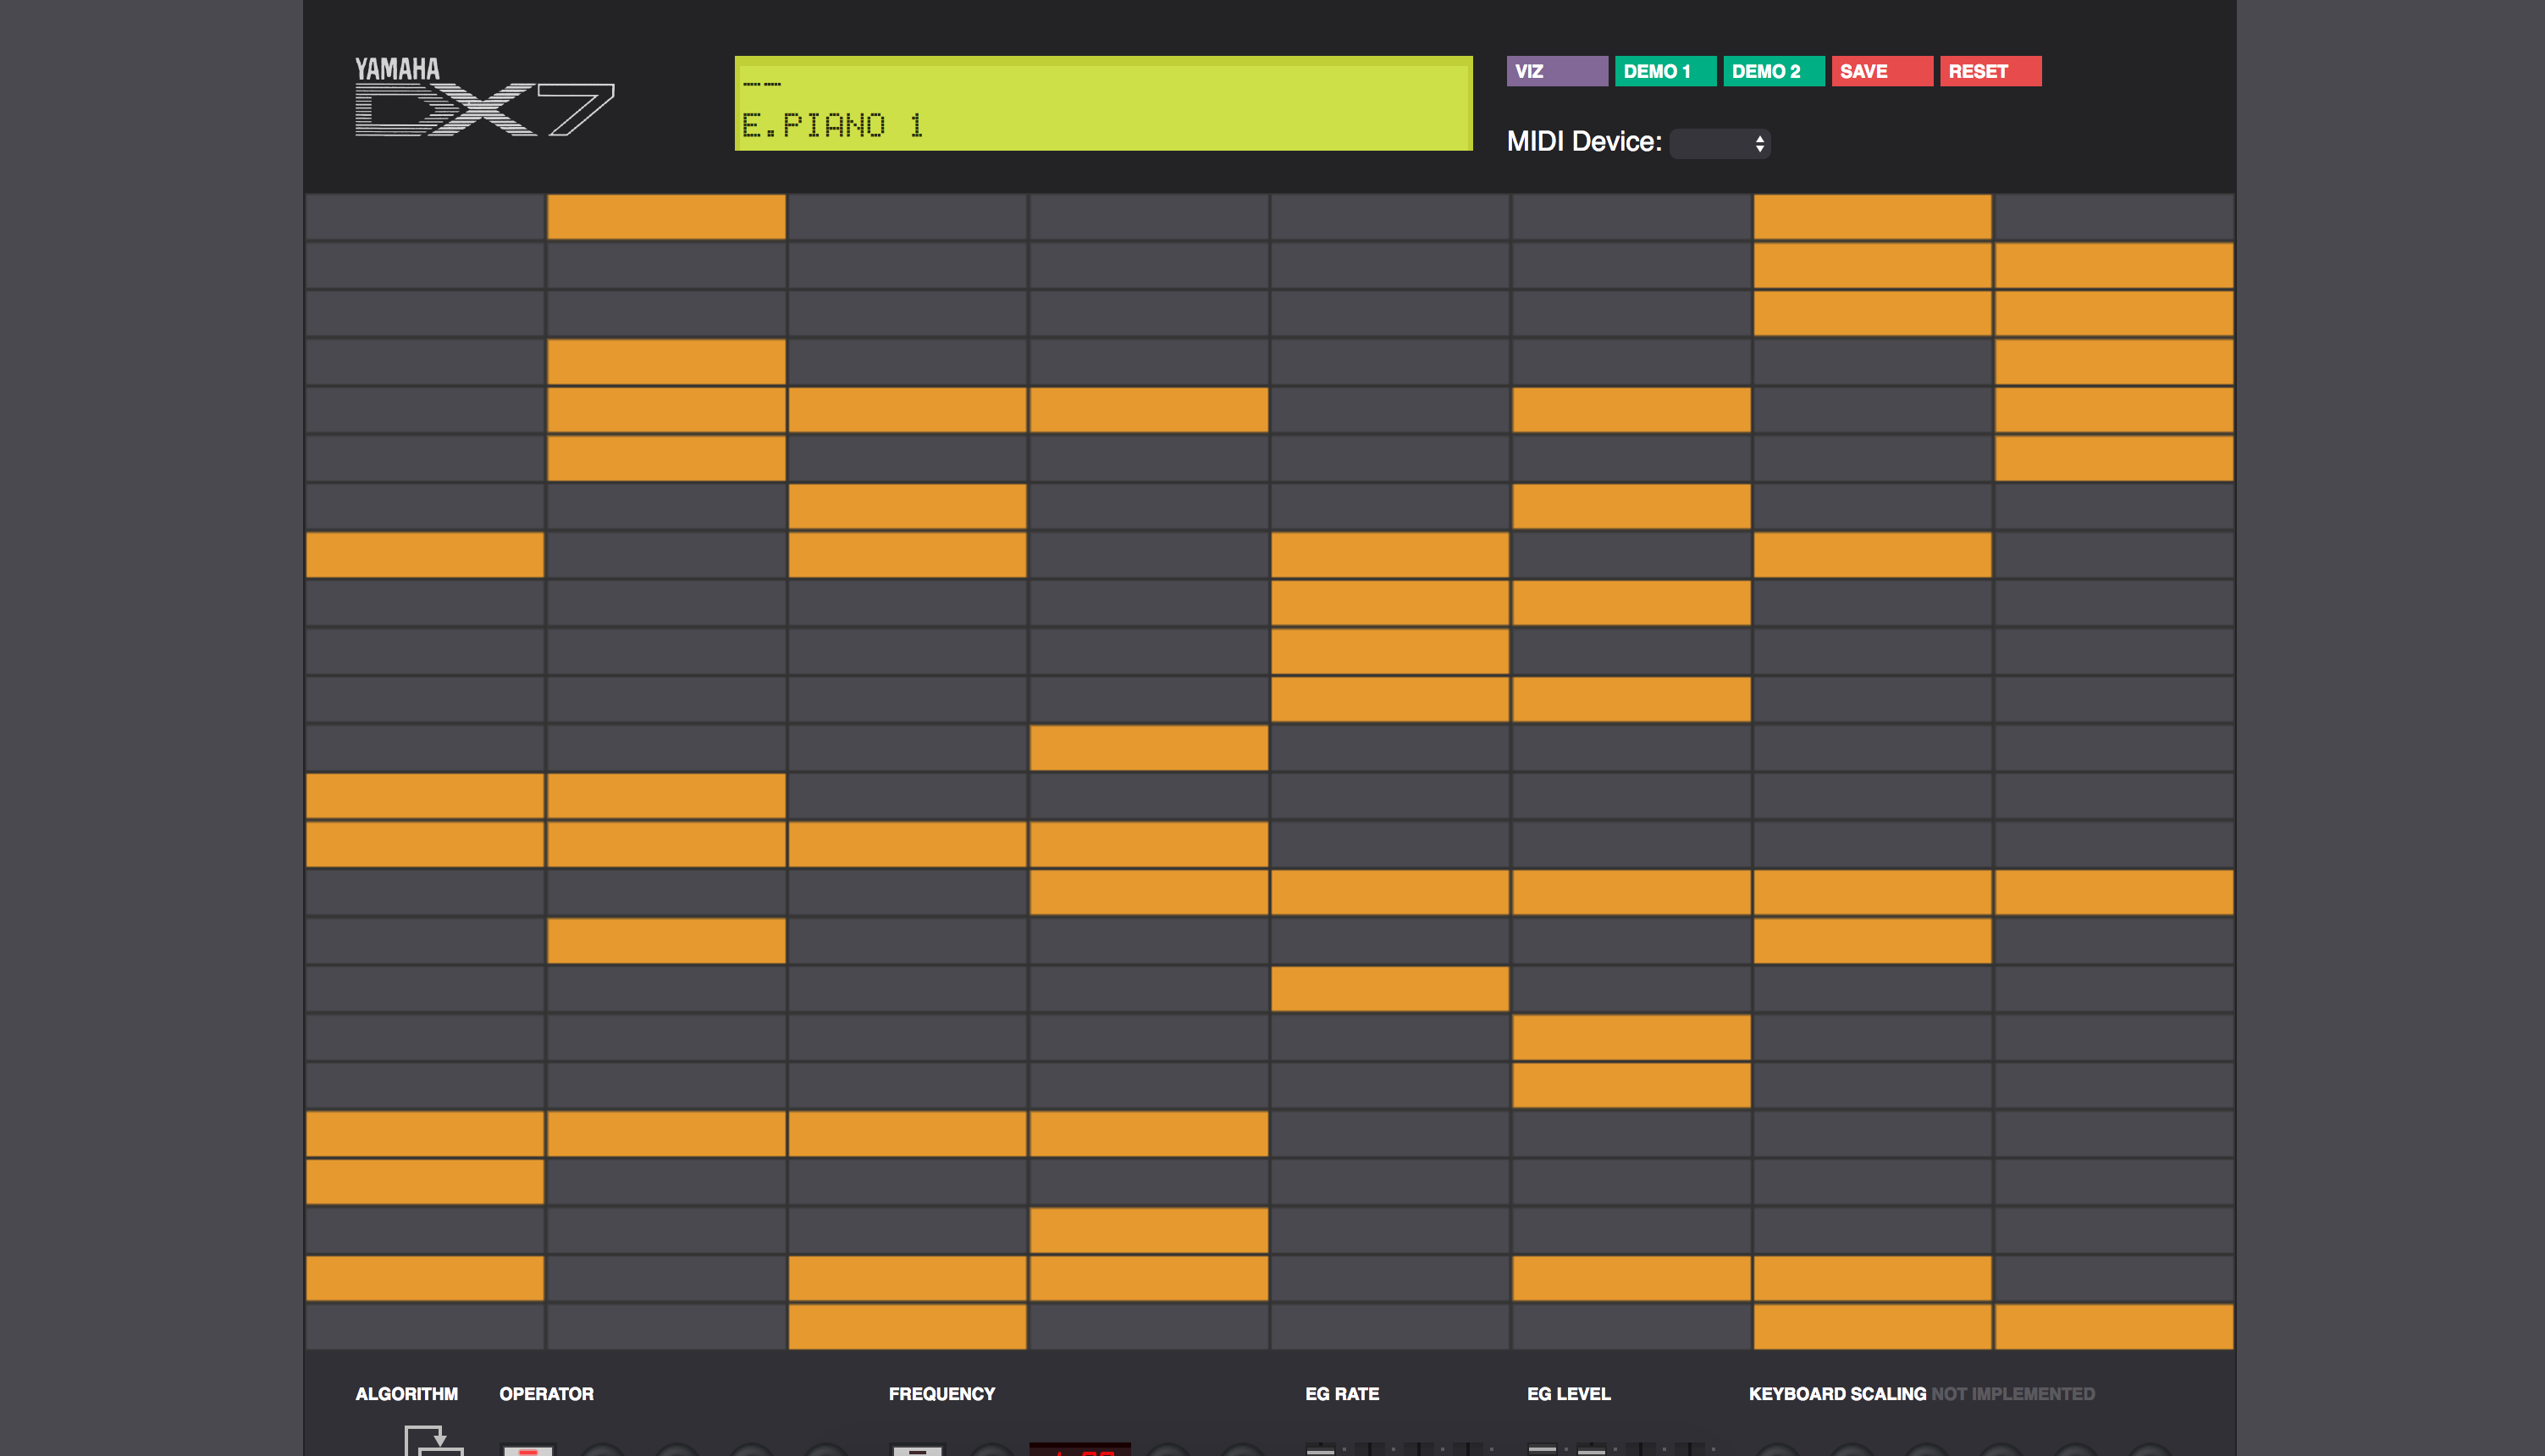 YAMAHA
DX7
--
E.PIANO 1
VIZ DEMO 1 DEMO 2 SAVE RESET
MIDI Device:
ALGORITHM OPERATOR FREQUENCY EG RATE EG LEVEL KEYBOARD SCALING NOT IMPLEMENTED